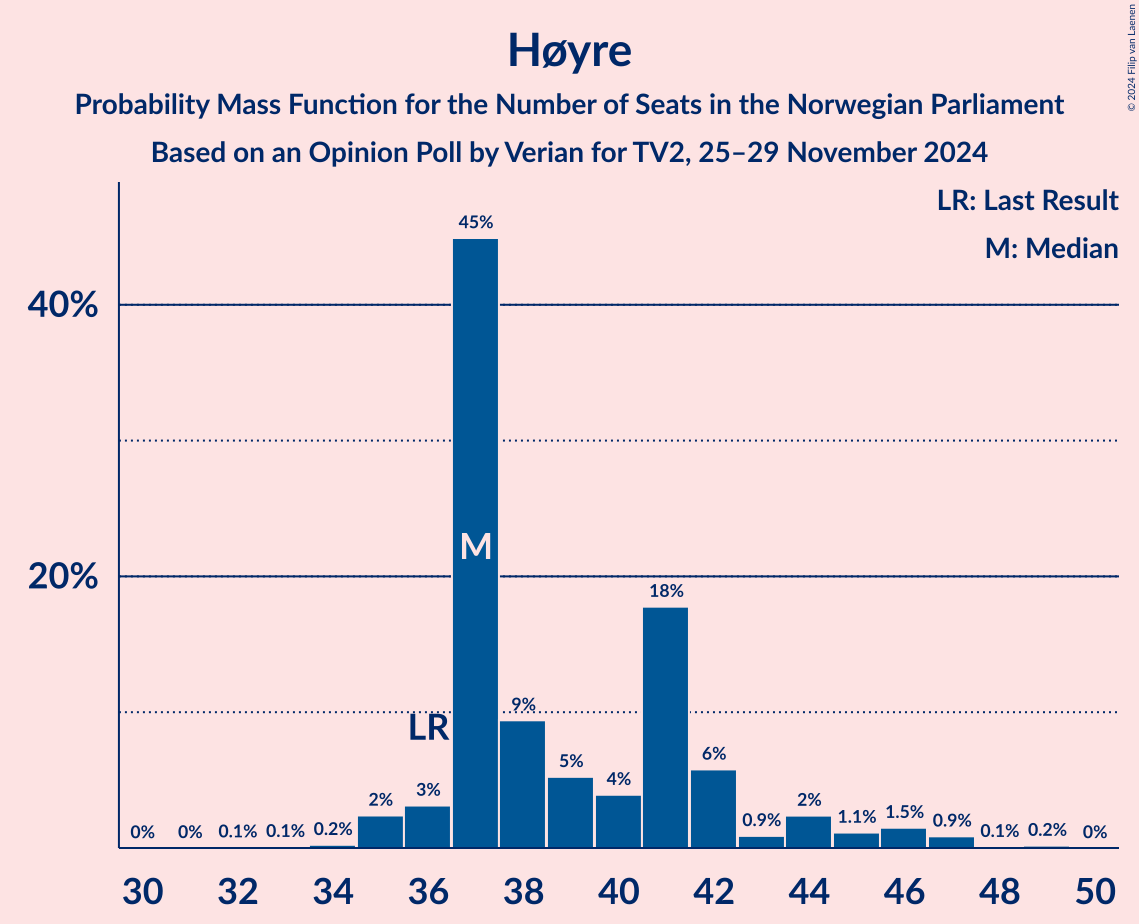 Høyre
Probability Mass Function for the Number of Seats in the Norwegian Parliament
Based on an Opinion Poll by Verian for TV2, 25–29 November 2024
© 2024 Filip van Laenen
LR: Last Result
M: Median
40%
20%
45%
M
LR
0% 0% 0.1% 0.1% 0.2% 2% 3% 9% 5% 4% 18% 6% 0.9% 2% 1.1% 1.5% 0.9% 0.1% 0.2% 0%
30 32 34 36 38 40 42 44 46 48 50